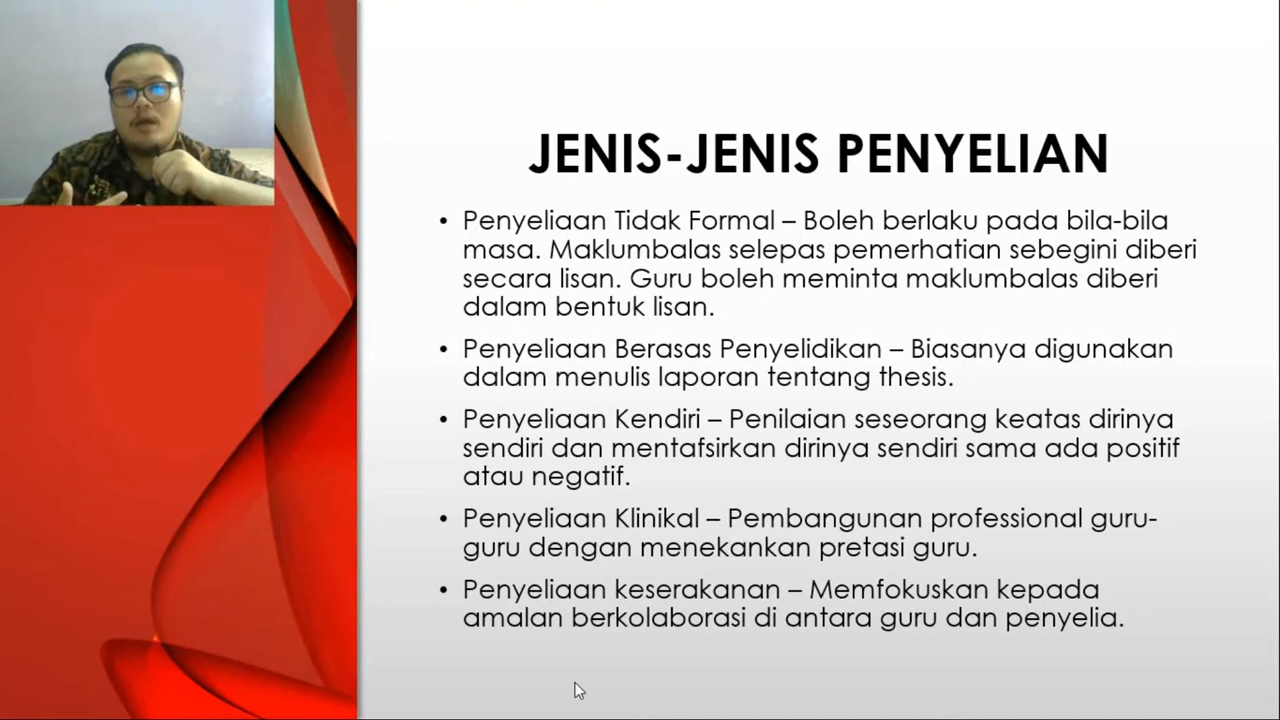 JENIS-JENIS PENYELIAN
• Penyeliaan Tidak Formal – Boleh berlaku pada bila-bila
masa. Maklumbalas selepas pemerhatian sebegini diberi
secara lisan. Guru boleh meminta maklumbalas diberi
dalam bentuk lisan.
• Penyeliaan Berasas Penyelidikan – Biasanya digunakan
dalam menulis laporan tentang thesis.
• Penyeliaan Kendiri – Penilaian seseorang keatas dirinya
sendiri dan mentafsirkan dirinya sendiri sama ada positif
atau negatif.
• Penyeliaan Klinikal – Pembangunan professional guru-
guru dengan menekankan pretasi guru.
• Penyeliaan keserakanan – Memfokuskan kepada
amalan berkolaborasi di antara guru dan penyelia.